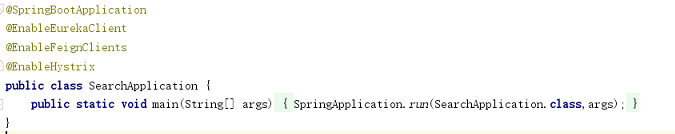 @SpringBootApplication
@EnableEurekaClient
@EnableFeignClients
@EnableHystrix
public class SearchApplication {
    public static void main(String[] args) { SpringApplication.run(SearchApplication.class,args); }
}